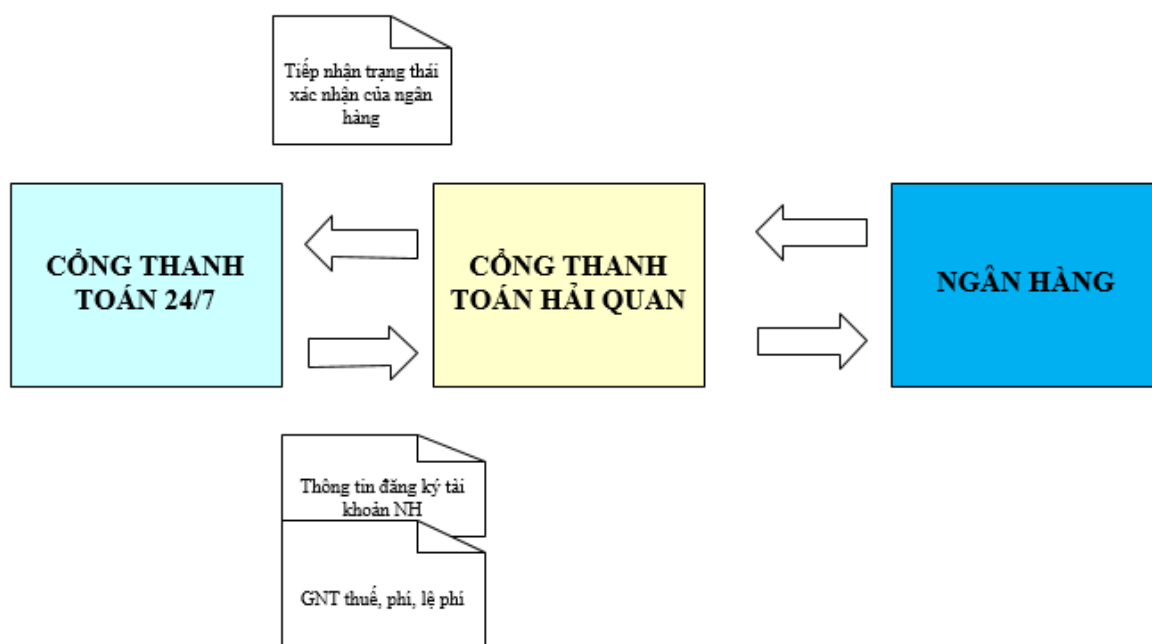 Tiếp nhận trạng thái
xác nhận của ngân
hàng
CỔNG THANH
TOÁN 24/7
CỔNG THANH
TOÁN HẢI QUAN
NGÂN HÀNG
Thông tin đăng ký tài
khoản NH
GNT thuế, phí, lệ phí